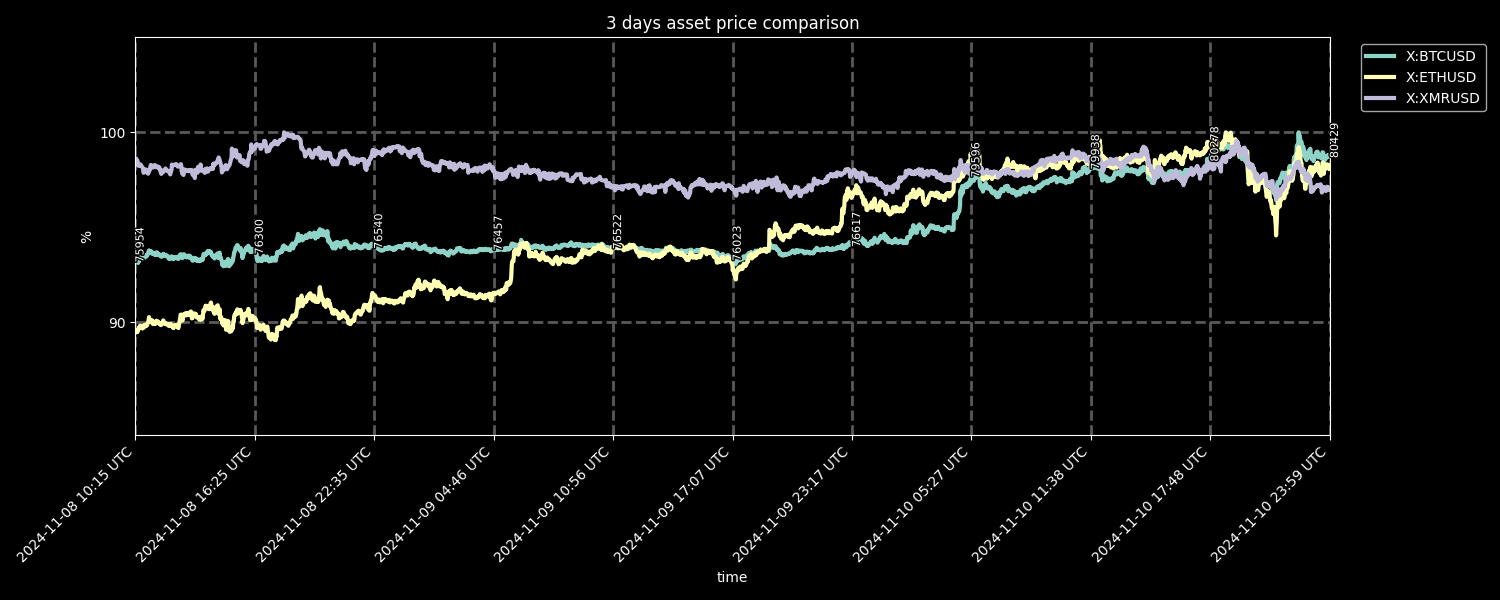 3 days asset price comparison
X:BTCUSD
X:ETHUSD
X:XMRUSD
100
90
%
75954
76300
76540
76457
76522
76023
76617
79596
79938
80278
80429
2024-11-08 10:15 UTC
2024-11-08 16:25 UTC
2024-11-08 22:35 UTC
2024-11-09 04:46 UTC
2024-11-09 10:56 UTC
2024-11-09 17:07 UTC
2024-11-09 23:17 UTC
2024-11-10 05:27 UTC
2024-11-10 11:38 UTC
2024-11-10 17:48 UTC
2024-11-10 23:59 UTC
time